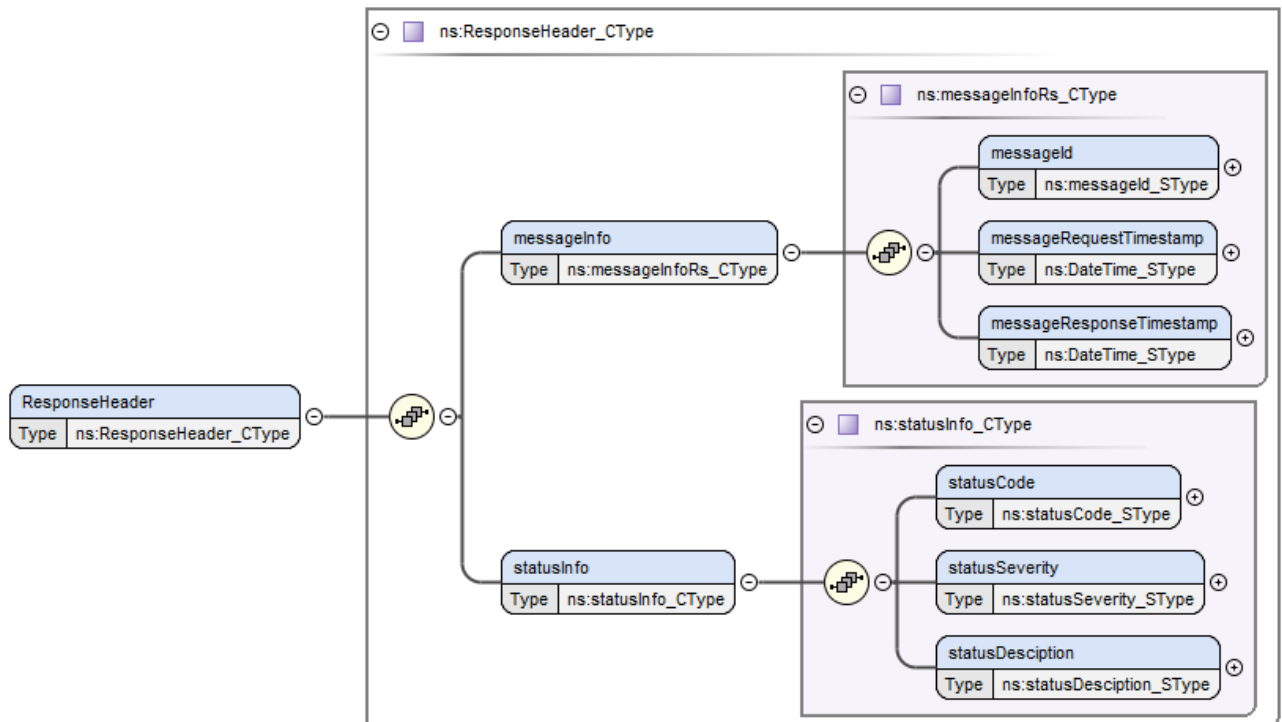 ns:ResponseHeader_CType
ns:messageInfoRs_CType
messageId
Type ns:messageId_SType
messageInfo
Type ns:messageInfoRs_CType
messageRequestTimestamp
Type ns:DateTime_SType
messageResponseTimestamp
Type ns:DateTime_SType
ResponseHeader
Type ns:ResponseHeader_CType
ns:statusInfo_CType
statusCode
Type ns:statusCode_SType
statusInfo
Type ns:statusInfo_CType
statusSeverity
Type ns:statusSeverity_SType
statusDesciption
Type ns:statusDesciption_SType